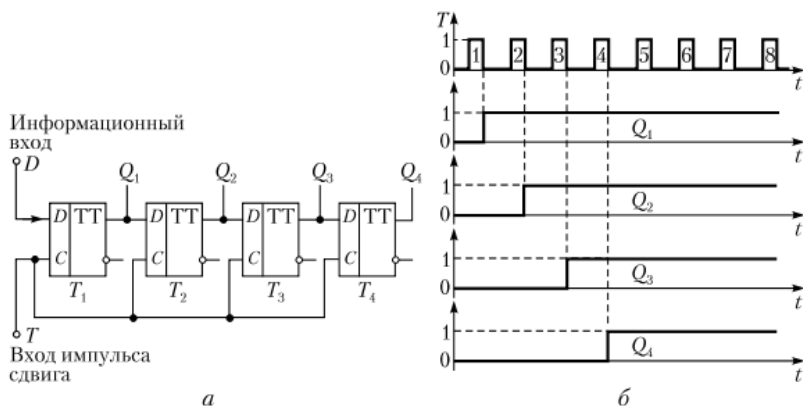 Информационный
вход
D
Q1 Q2 Q3 Q4
D TT D TT D TT D TT
C C C C
T1 T2 T3 T4
T
Вход импульса
сдвига
а
T
1
0
1 2 3 4 5 6 7 8
t
1
0
Q1
t
1
0
Q2
t
1
0
Q3
t
1
0
Q4
t
б